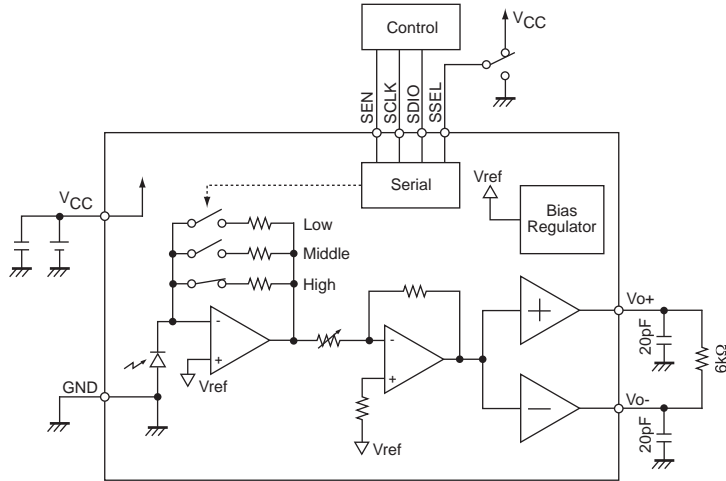 Control
VCC
SEN
SCLK
SDIO
SSEL
Serial
Vref
Bias
Regulator
VCC
Low
Middle
High
-
+
Vref
GND
-
+
Vref
+
−
Vo+
20pF
6kΩ
Vo-
20pF